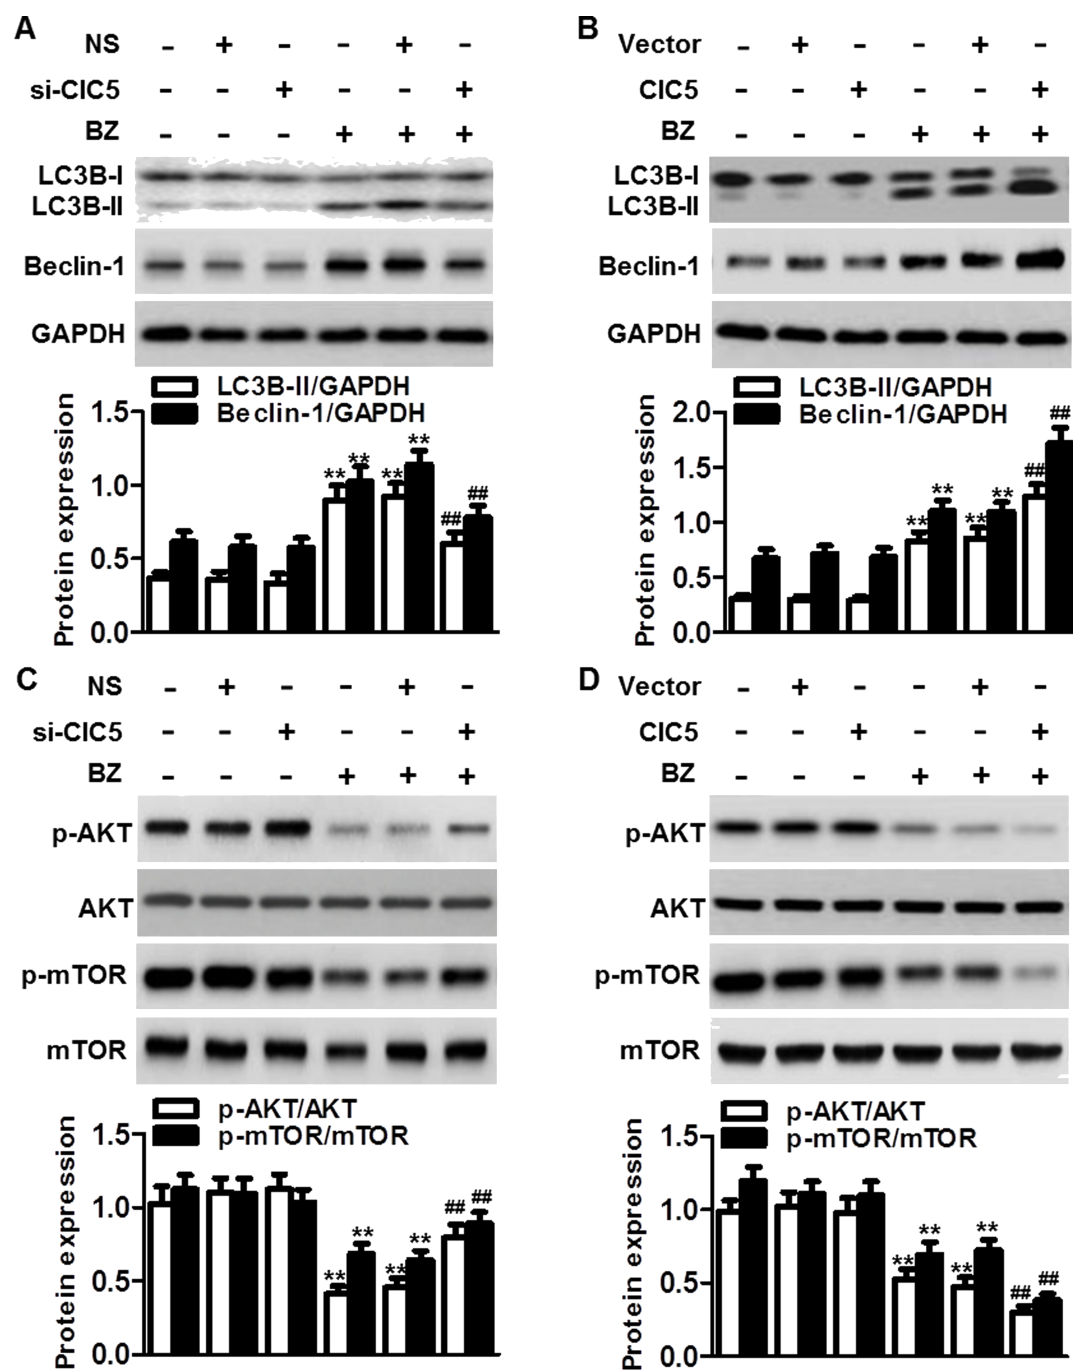 A
NS - + - - + -
si-ClC5 - - + - - +
BZ - - - + + +
LC3B-I
LC3B-II
Beclin-1
GAPDH
LC3B-II/GAPDH
Beclin-1/GAPDH
Protein expression
1.5
1.0
0.5
0.0
** ** ** ** ## ##
B
Vector - + - - + -
ClC5 - - + - - +
BZ - - - + + +
LC3B-I
LC3B-II
Beclin-1
GAPDH
LC3B-II/GAPDH
Beclin-1/GAPDH
Protein expression
2.0
1.5
1.0
0.5
0.0
** ** ** ** ## ##
C
NS - + - - + -
si-ClC5 - - + - - +
BZ - - - + + +
p-AKT
AKT
p-mTOR
mTOR
p-AKT/AKT
p-mTOR/mTOR
Protein expression
1.5
1.0
0.5
0.0
** ** ** ** ## ##
D
Vector - + - - + -
ClC5 - - + - - +
BZ - - - + + +
p-AKT
AKT
p-mTOR
mTOR
p-AKT/AKT
p-mTOR/mTOR
Protein expression
1.5
1.0
0.5
0.0
** ** ** ** ## ##